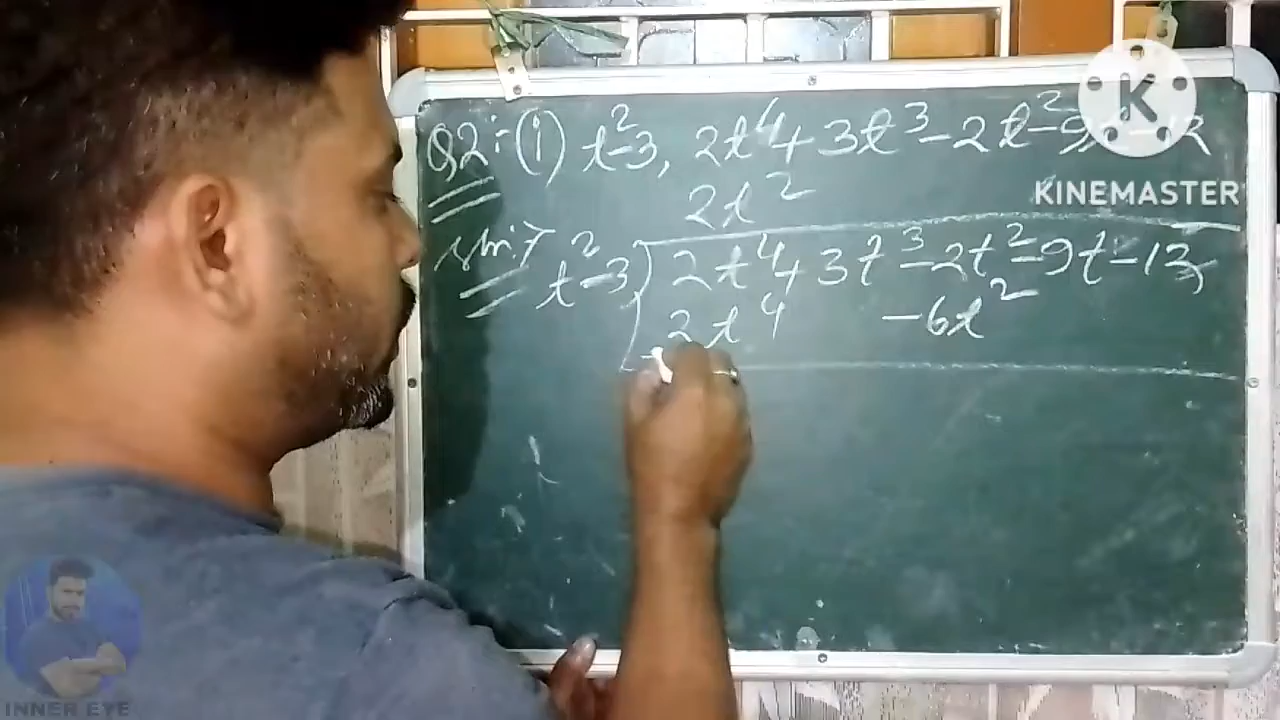 Q2:-(i) t²-3, 2t⁴+3t³-2t²-9t-12
K
KINEMASTER
2t²
t²-3) 2t⁴+3t³-2t²-9t-12
2t⁴ -6t²
-
INNER EYE